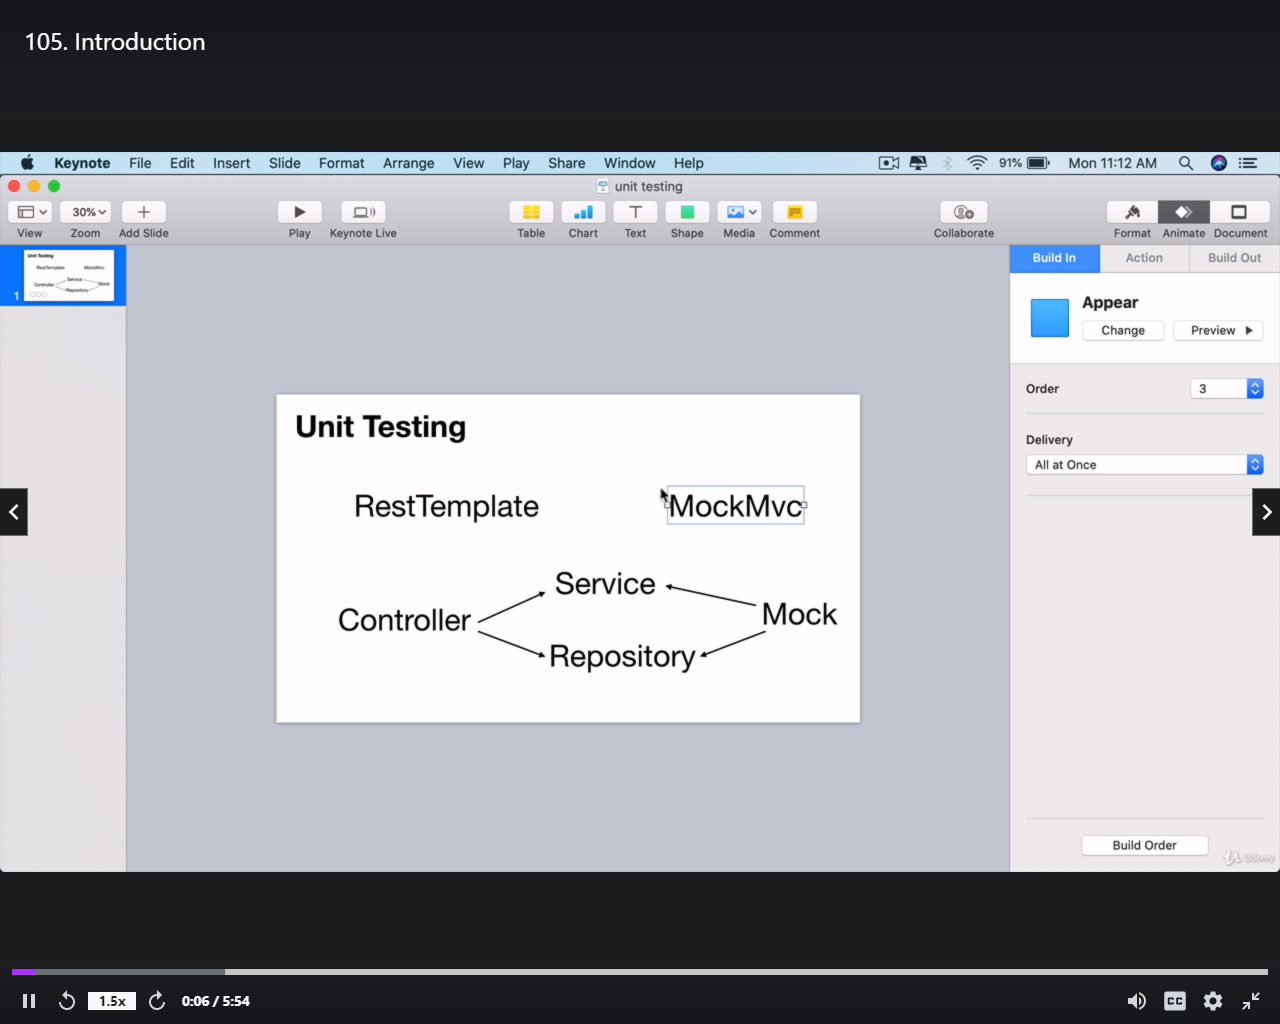 105. Introduction
Keynote File Edit Insert Slide Format Arrange View Play Share Window Help 91% Mon 11:12 AM
unit testing
30%
View Zoom Add Slide Play Keynote Live Table Chart Text Shape Media Comment Collaborate Format Animate Document
Build In Action Build Out
Unit Testing
RestTemplate MockMvc
Service
Controller Mock
Repository
1
Appear
Change Preview
Order 3
Delivery
All at Once
Unit Testing
RestTemplate MockMvc
Service
Controller Mock
Repository
Build Order
Udemy
1.5x 0:06 / 5:54 CC